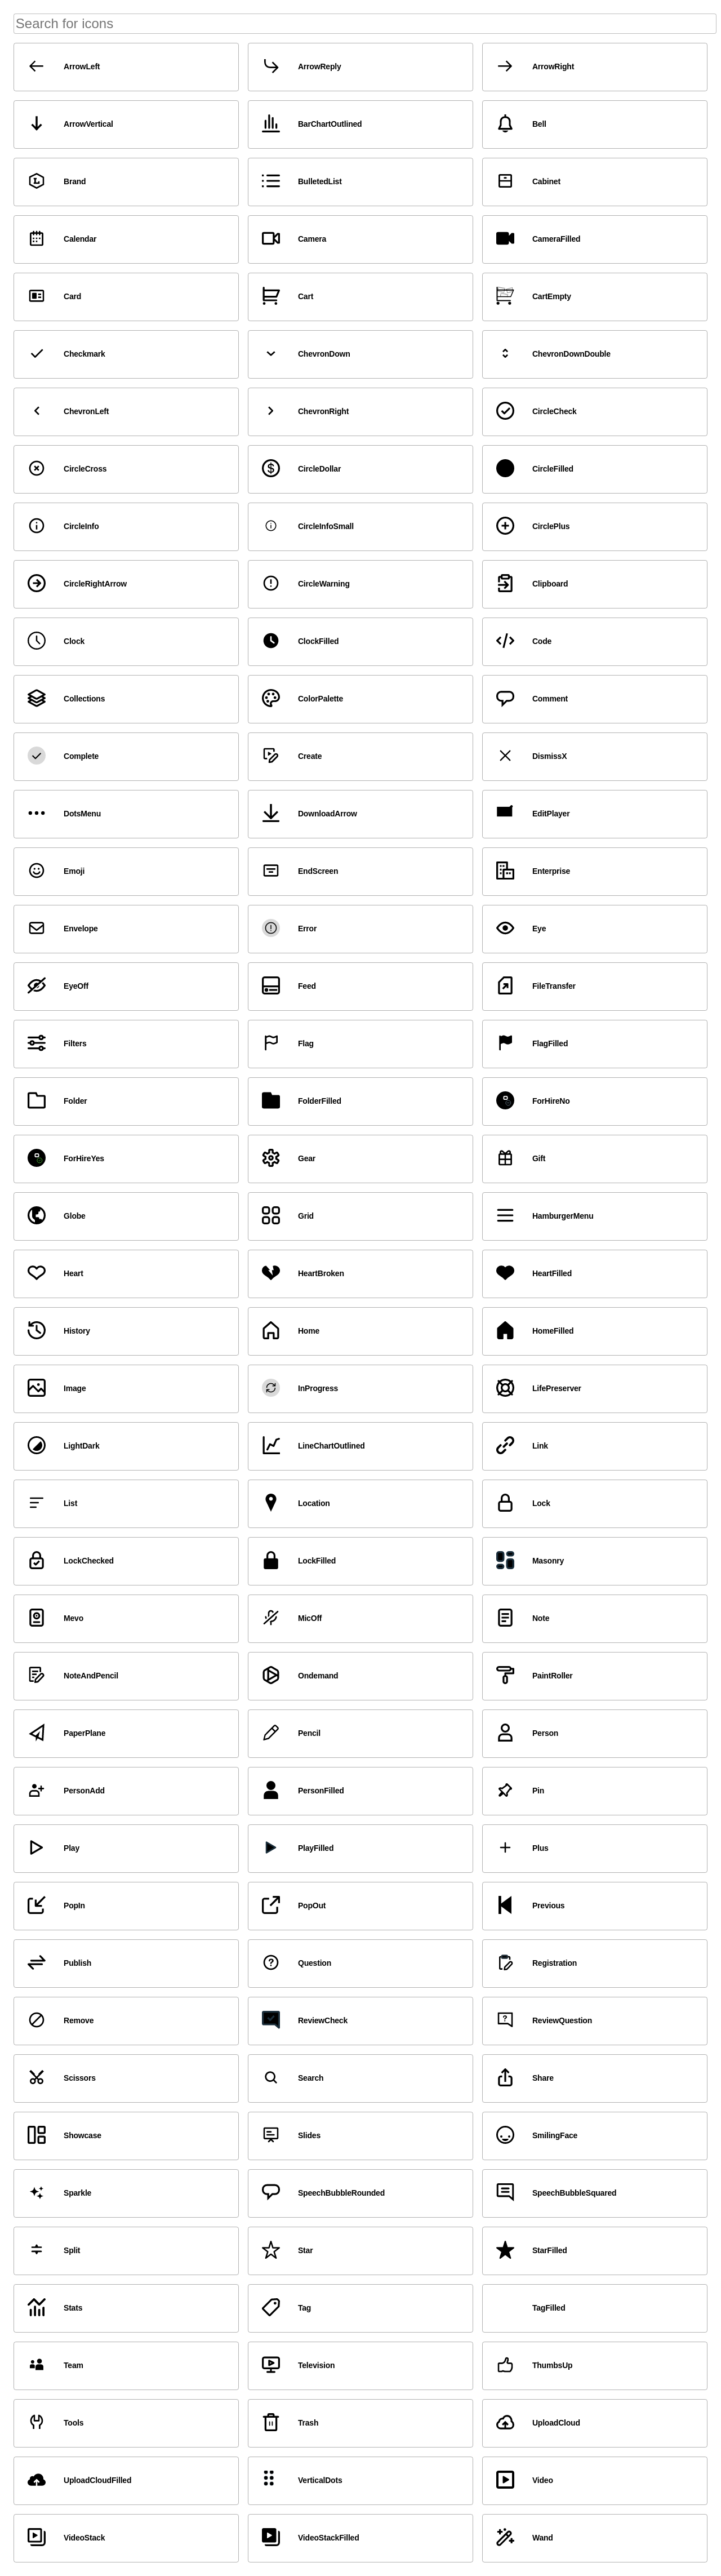 Search for icons
ArrowLeft
ArrowReply
ArrowRight
ArrowVertical
BarChartOutlined
Bell
Brand
BulletedList
Cabinet
Calendar
Camera
CameraFilled
Card
Cart
CartEmpty
Checkmark
ChevronDown
ChevronDownDouble
ChevronLeft
ChevronRight
CircleCheck
CircleCross
CircleDollar
CircleFilled
CircleInfo
CircleInfoSmall
CirclePlus
CircleRightArrow
CircleWarning
Clipboard
Clock
ClockFilled
Code
Collections
ColorPalette
Comment
Complete
Create
DismissX
DotsMenu
DownloadArrow
EditPlayer
Emoji
EndScreen
Enterprise
Envelope
Error
Eye
EyeOff
Feed
FileTransfer
Filters
Flag
FlagFilled
Folder
FolderFilled
ForHireNo
ForHireYes
Gear
Gift
Globe
Grid
HamburgerMenu
Heart
HeartBroken
HeartFilled
History
Home
HomeFilled
Image
InProgress
LifePreserver
LightDark
LineChartOutlined
Link
List
Location
Lock
LockChecked
LockFilled
Masonry
Mevo
MicOff
Note
NoteAndPencil
Ondemand
PaintRoller
PaperPlane
Pencil
Person
PersonAdd
PersonFilled
Pin
Play
PlayFilled
Plus
PopIn
PopOut
Previous
Publish
Question
Registration
Remove
ReviewCheck
ReviewQuestion
Scissors
Search
Share
Showcase
Slides
SmilingFace
Sparkle
SpeechBubbleRounded
SpeechBubbleSquared
Split
Star
StarFilled
Stats
Tag
TagFilled
Team
Television
ThumbsUp
Tools
Trash
UploadCloud
UploadCloudFilled
VerticalDots
Video
VideoStack
VideoStackFilled
Wand